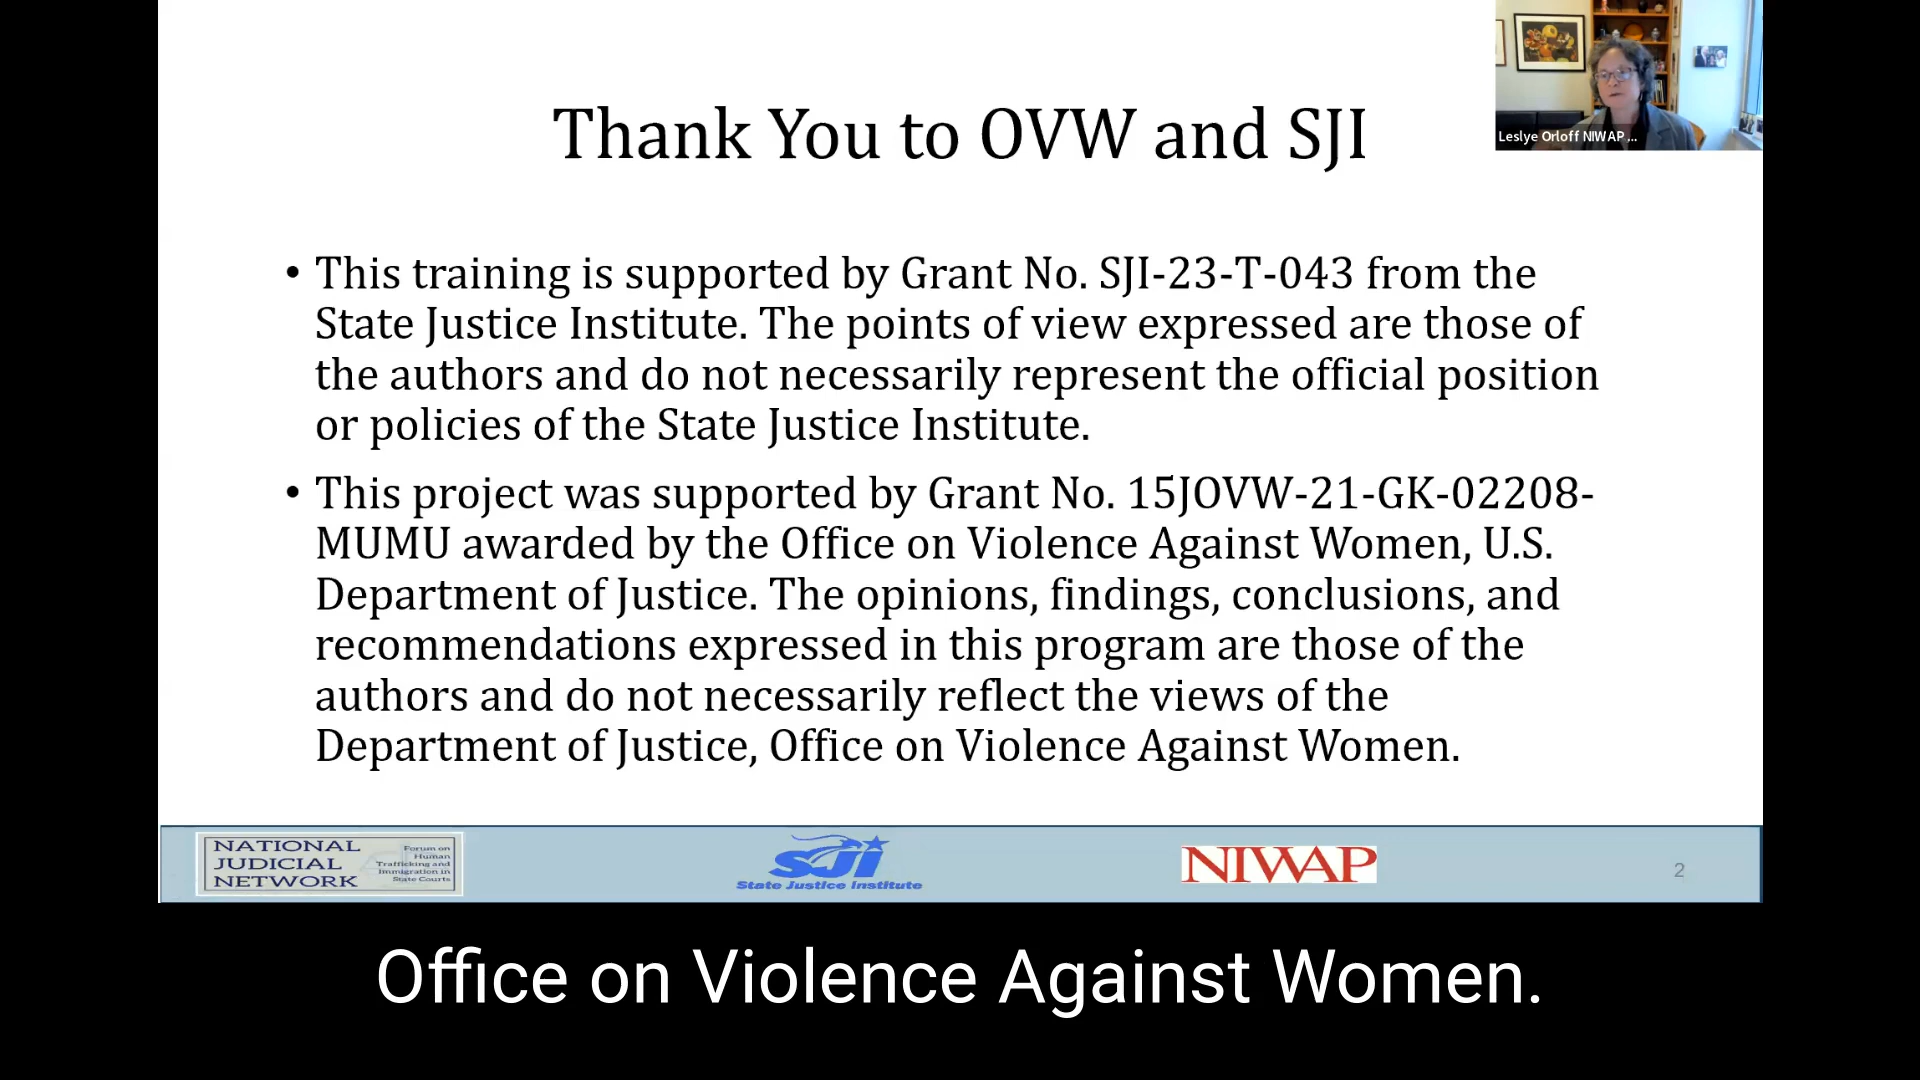 Thank You to OVW and SJI
Leslye Orloff NIWAP ...
• This training is supported by Grant No. SJI-23-T-043 from the
State Justice Institute. The points of view expressed are those of
the authors and do not necessarily represent the official position
or policies of the State Justice Institute.
• This project was supported by Grant No. 15JOVW-21-GK-02208-
MUMU awarded by the Office on Violence Against Women, U.S.
Department of Justice. The opinions, findings, conclusions, and
recommendations expressed in this program are those of the
authors and do not necessarily reflect the views of the
Department of Justice, Office on Violence Against Women.
NATIONAL
JUDICIAL
NETWORK
Forum on
Human
Trafficking and
Immigration in
State Courts
SJI
State Justice Institute
NIWAP
2
Office on Violence Against Women.